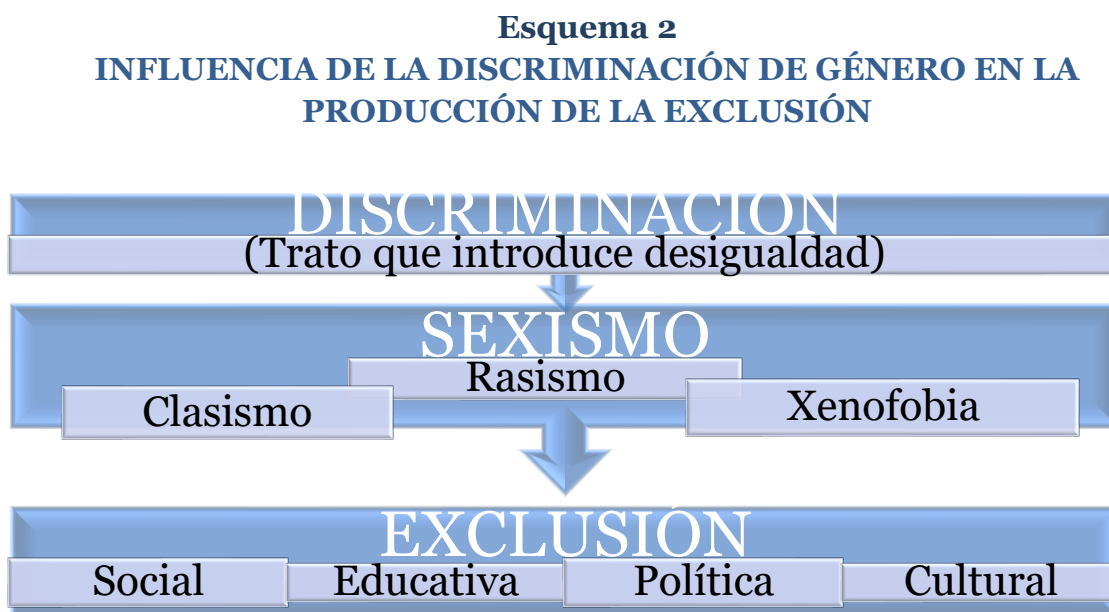 Esquema 2
INFLUENCIA DE LA DISCRIMINACIÓN DE GÉNERO EN LA
PRODUCCIÓN DE LA EXCLUSIÓN
DISCRIMINACIÓN
(Trato que introduce desigualdad)
SEXISMO
Rasismo
Clasismo
Xenofobia
EXCLUSIÓN
Social
Educativa
Política
Cultural